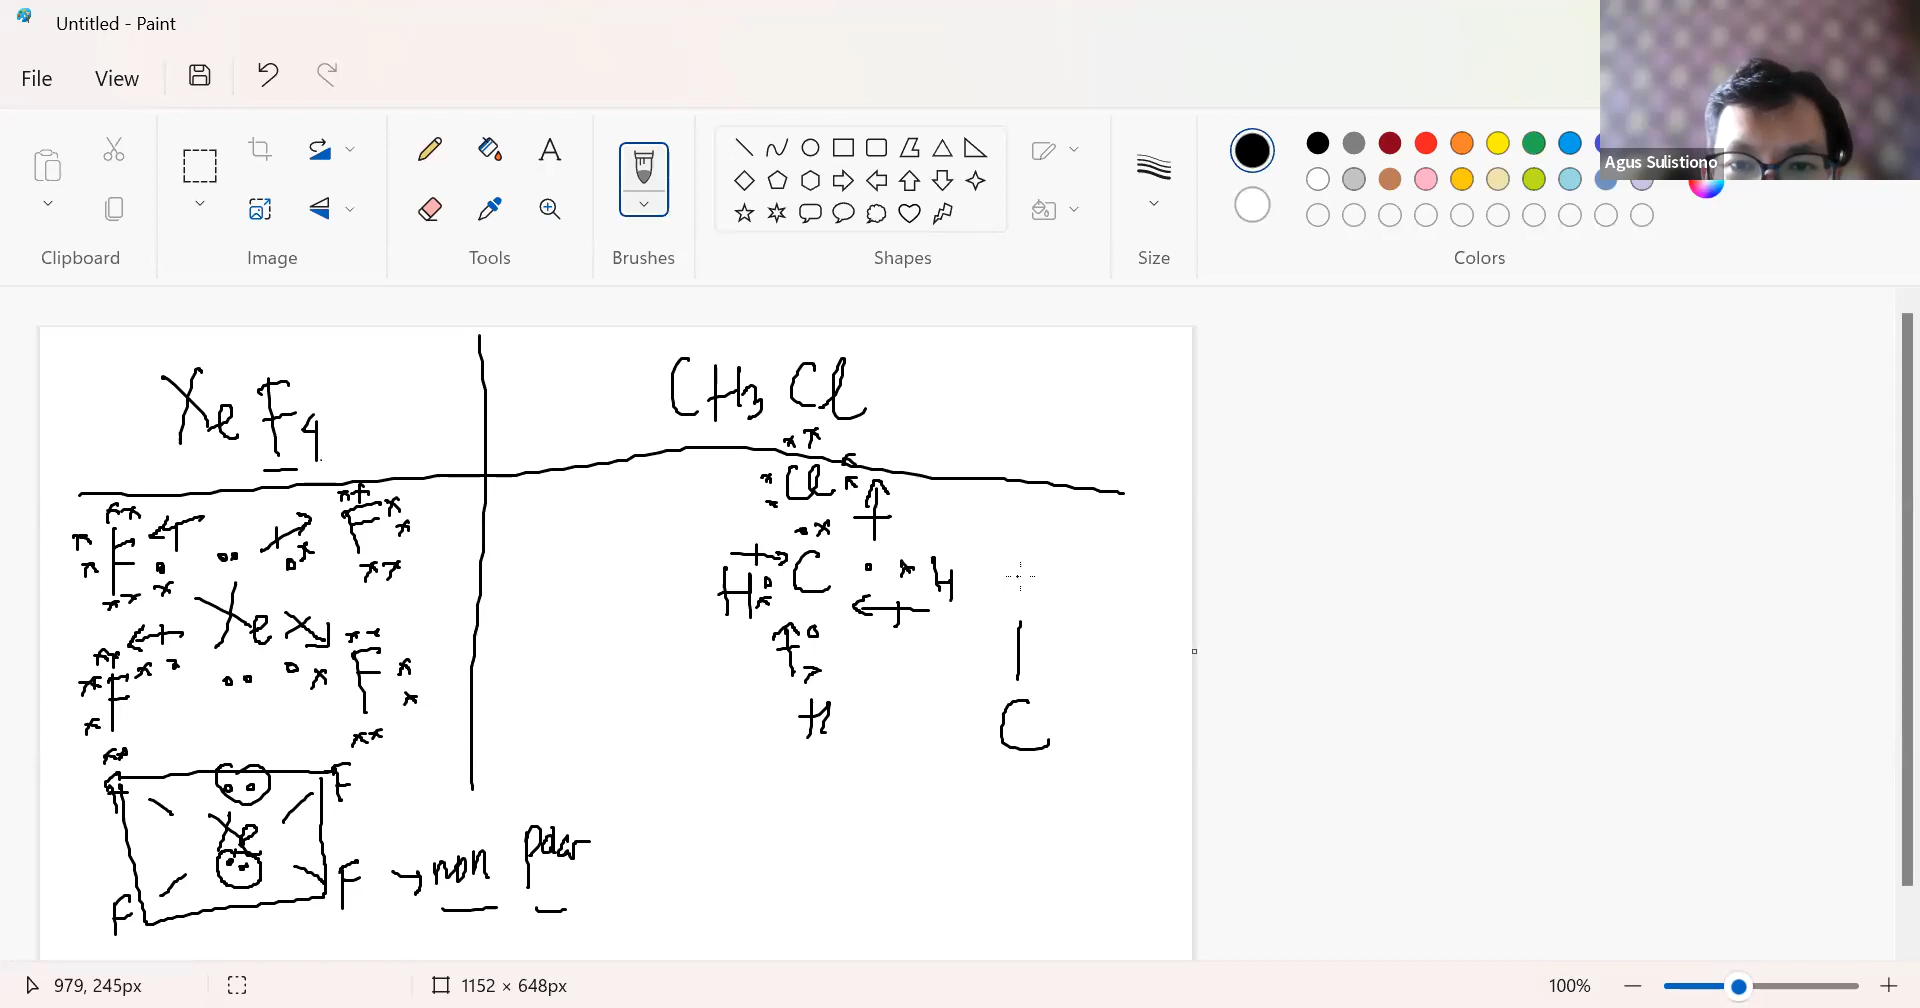 Untitled - Paint
File
View
Agus Sulistiono
Clipboard
Image
Tools
Brushes
Shapes
Size
Colors
XeF4
CH3Cl
F
F
Xe
F
F
Cl
H C H
H
C
F
F
Xe
F
F → non polar
979, 245px
1152 × 648px
100%